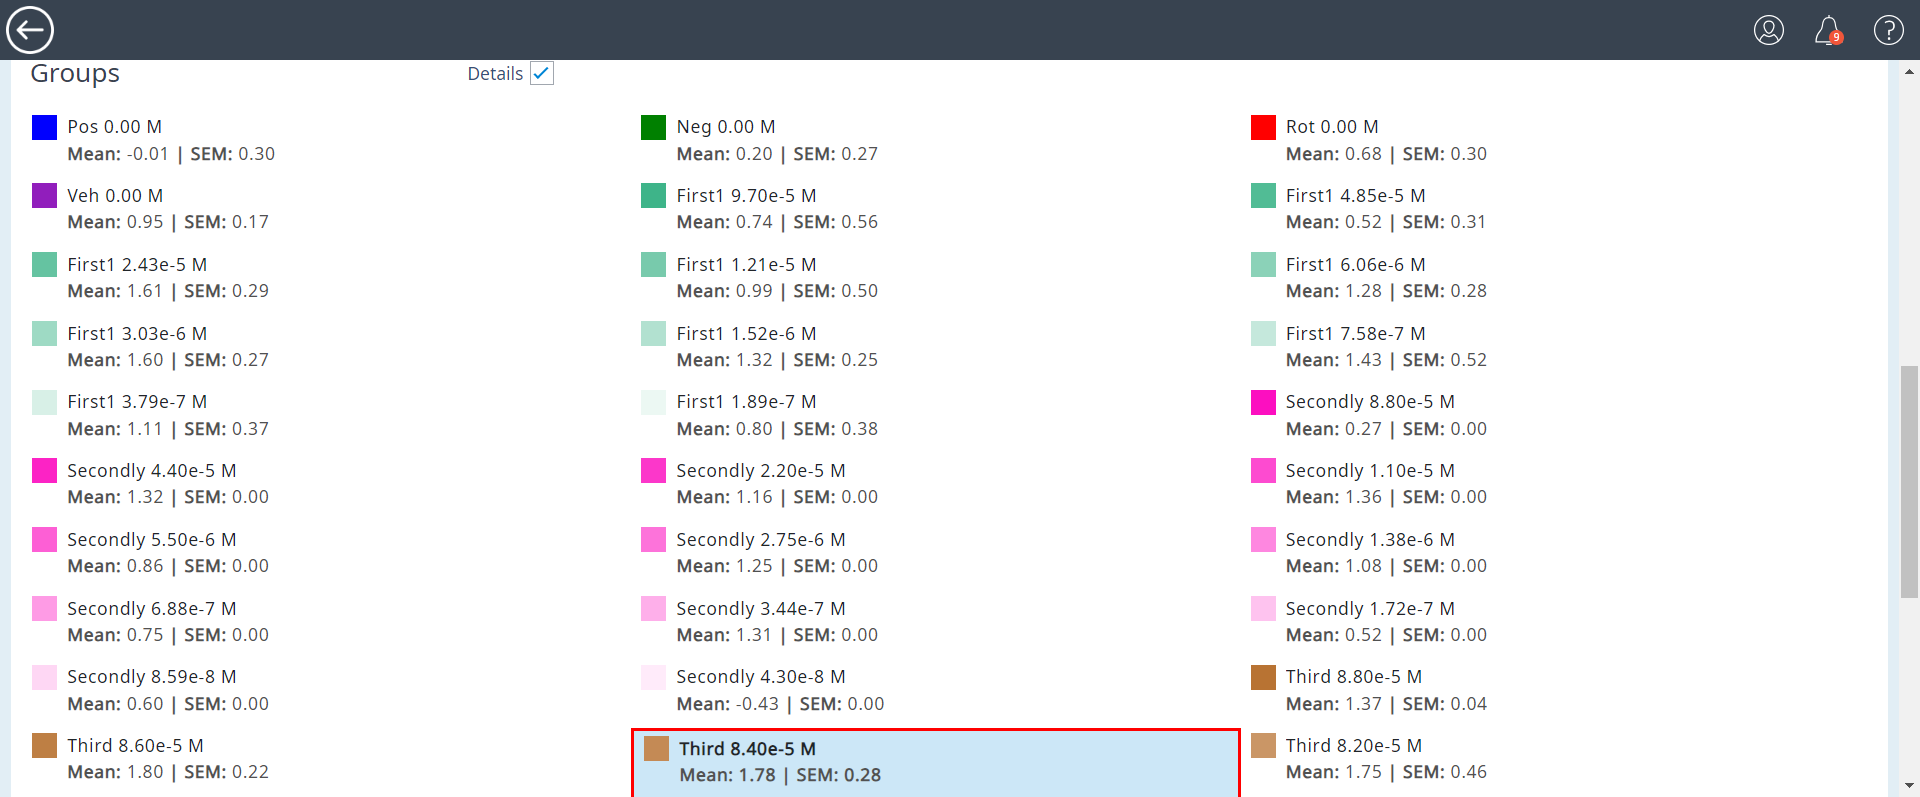 9
Groups
Details
Pos 0.00 M
Mean: -0.01 | SEM: 0.30
Neg 0.00 M
Mean: 0.20 | SEM: 0.27
Rot 0.00 M
Mean: 0.68 | SEM: 0.30
Veh 0.00 M
Mean: 0.95 | SEM: 0.17
First1 9.70e-5 M
Mean: 0.74 | SEM: 0.56
First1 4.85e-5 M
Mean: 0.52 | SEM: 0.31
First1 2.43e-5 M
Mean: 1.61 | SEM: 0.29
First1 1.21e-5 M
Mean: 0.99 | SEM: 0.50
First1 6.06e-6 M
Mean: 1.28 | SEM: 0.28
First1 3.03e-6 M
Mean: 1.60 | SEM: 0.27
First1 1.52e-6 M
Mean: 1.32 | SEM: 0.25
First1 7.58e-7 M
Mean: 1.43 | SEM: 0.52
First1 3.79e-7 M
Mean: 1.11 | SEM: 0.37
First1 1.89e-7 M
Mean: 0.80 | SEM: 0.38
Secondly 8.80e-5 M
Mean: 0.27 | SEM: 0.00
Secondly 4.40e-5 M
Mean: 1.32 | SEM: 0.00
Secondly 2.20e-5 M
Mean: 1.16 | SEM: 0.00
Secondly 1.10e-5 M
Mean: 1.36 | SEM: 0.00
Secondly 5.50e-6 M
Mean: 0.86 | SEM: 0.00
Secondly 2.75e-6 M
Mean: 1.25 | SEM: 0.00
Secondly 1.38e-6 M
Mean: 1.08 | SEM: 0.00
Secondly 6.88e-7 M
Mean: 0.75 | SEM: 0.00
Secondly 3.44e-7 M
Mean: 1.31 | SEM: 0.00
Secondly 1.72e-7 M
Mean: 0.52 | SEM: 0.00
Secondly 8.59e-8 M
Mean: 0.60 | SEM: 0.00
Secondly 4.30e-8 M
Mean: -0.43 | SEM: 0.00
Third 8.80e-5 M
Mean: 1.37 | SEM: 0.04
Third 8.60e-5 M
Mean: 1.80 | SEM: 0.22
Third 8.40e-5 M
Mean: 1.78 | SEM: 0.28
Third 8.20e-5 M
Mean: 1.75 | SEM: 0.46